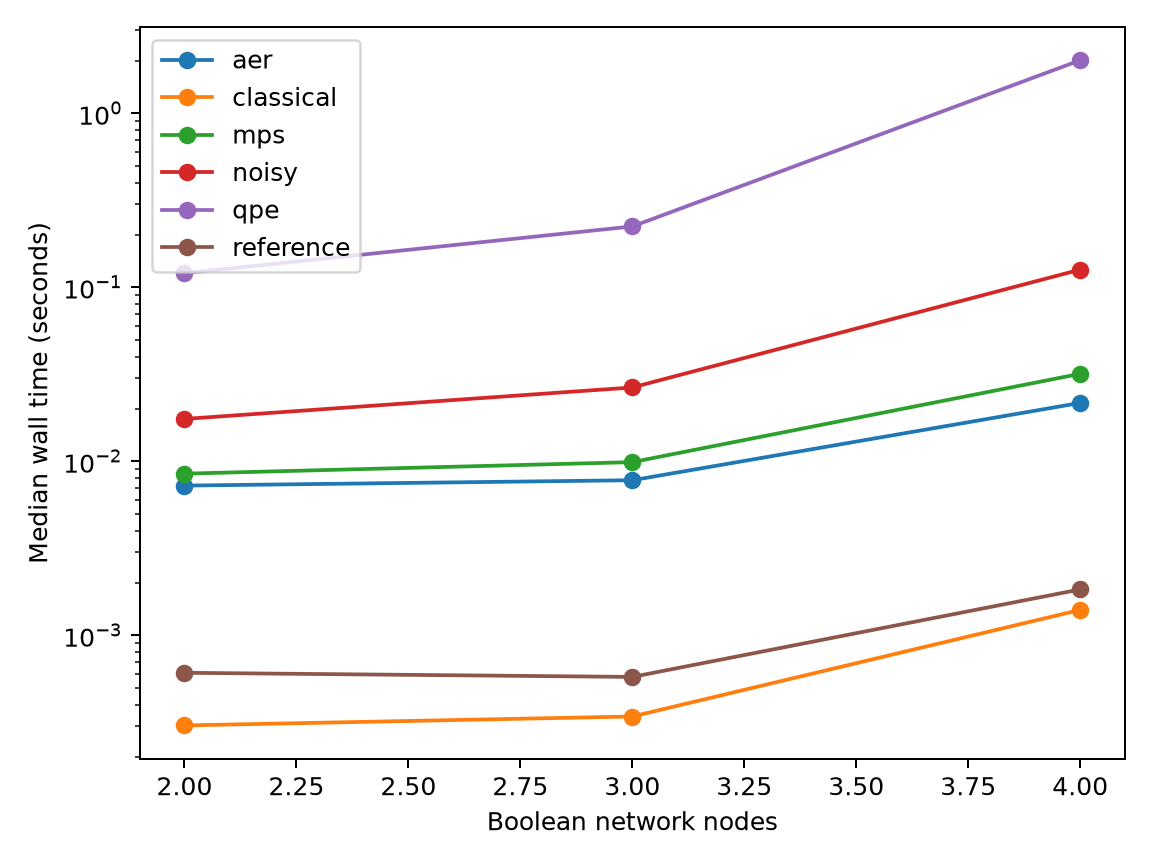 aer
classical
mps
noisy
qpe
reference
10⁰
10⁻¹
10⁻²
10⁻³
Median wall time (seconds)
2.00 2.25 2.50 2.75 3.00 3.25 3.50 3.75 4.00
Boolean network nodes